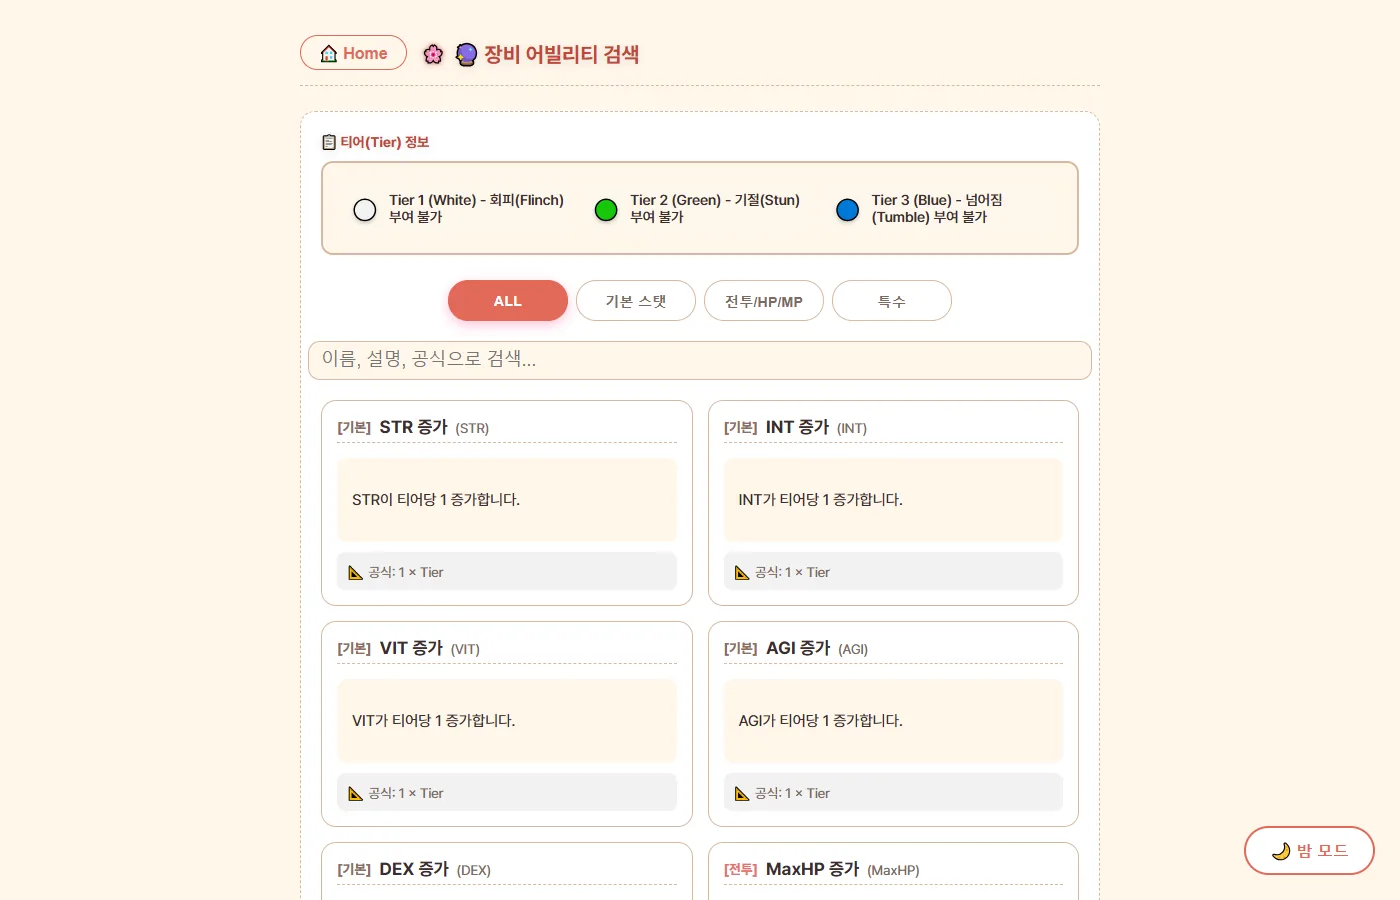 Home
장비 어빌리티 검색
티어(Tier) 정보
Tier 1 (White) - 회피(Flinch)
부여 불가
Tier 2 (Green) - 기절(Stun)
부여 불가
Tier 3 (Blue) - 넘어짐
(Tumble) 부여 불가
ALL
기본 스탯
전투/HP/MP
특수
이름, 설명, 공식으로 검색...
[기본] STR 증가 (STR)
STR이 티어당 1 증가합니다.
공식: 1 × Tier
[기본] INT 증가 (INT)
INT가 티어당 1 증가합니다.
공식: 1 × Tier
[기본] VIT 증가 (VIT)
VIT가 티어당 1 증가합니다.
공식: 1 × Tier
[기본] AGI 증가 (AGI)
AGI가 티어당 1 증가합니다.
공식: 1 × Tier
[기본] DEX 증가 (DEX)
[전투] MaxHP 증가 (MaxHP)
밤 모드